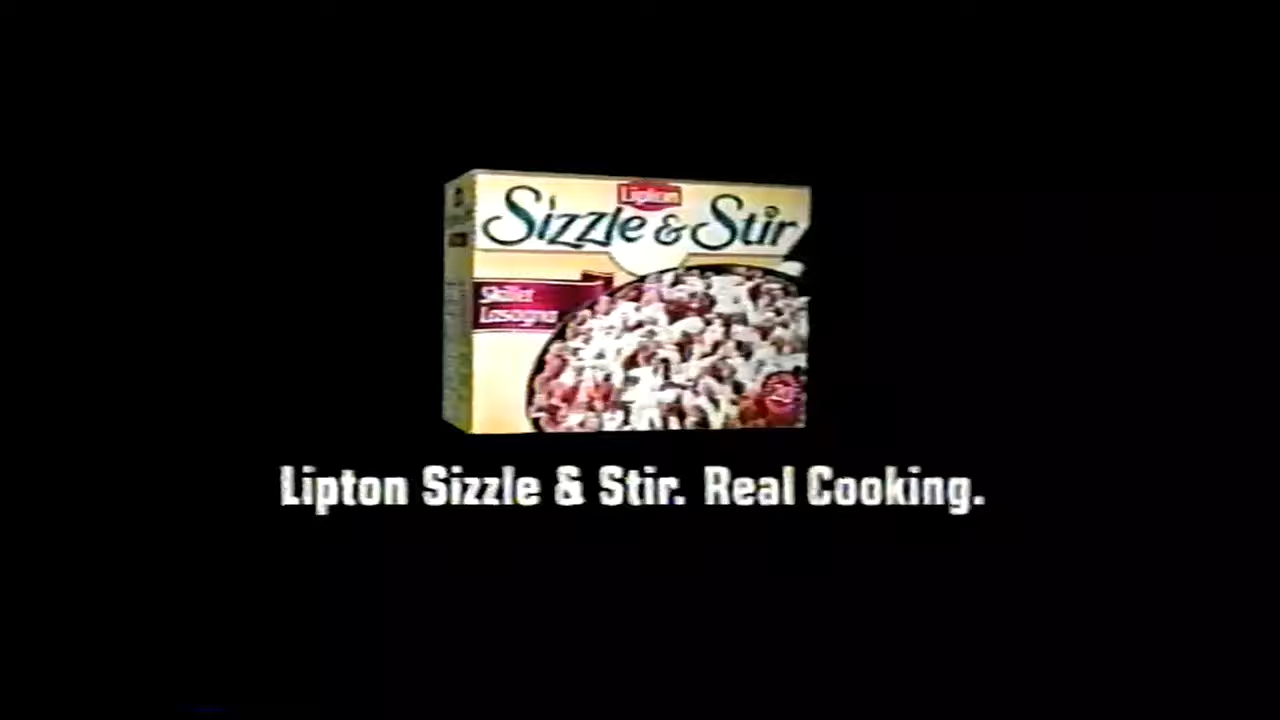 Lipton
Sizzle & Stir
Skillet
Lasagna
Lipton Sizzle & Stir. Real Cooking.